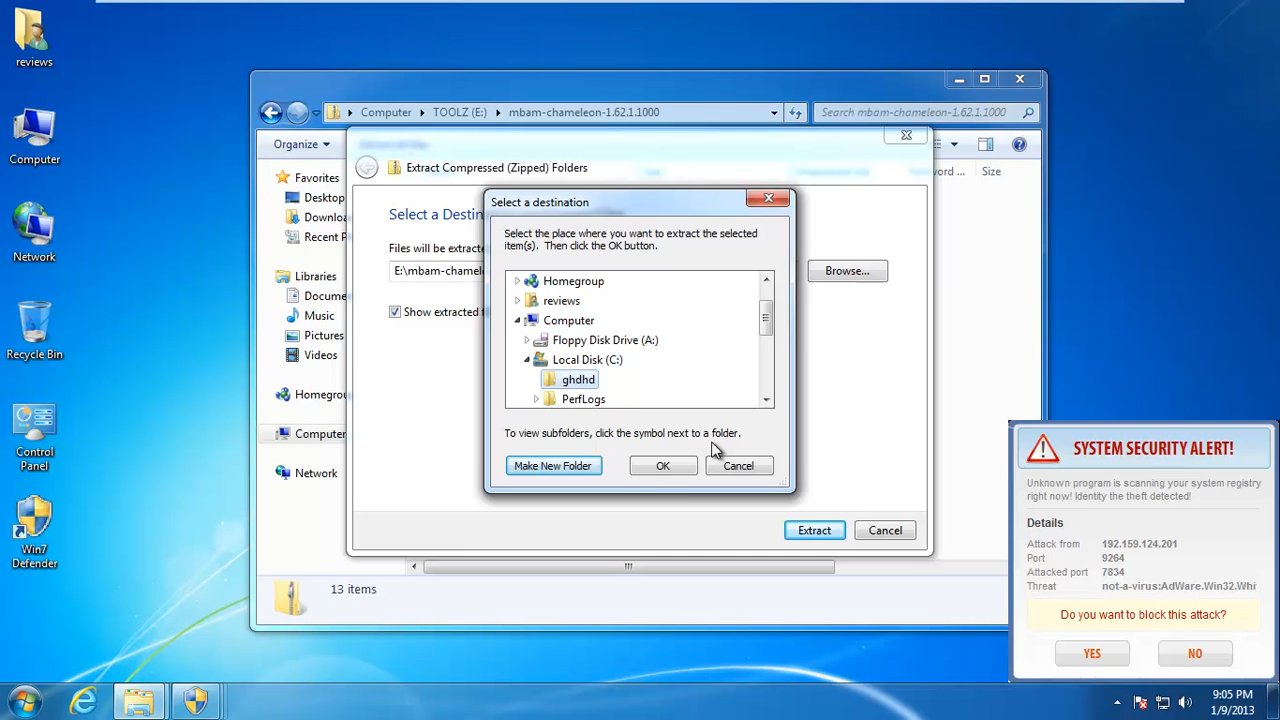 reviews
Computer
Network
Recycle Bin
Control
Panel
Win7
Defender
Computer
TOOLZ (E:)
mbam-chameleon-1.62.1.1000
Search mbam-chameleon-1.62.1.1000
Organize
Size
Favorites
Desktop
Downloa
Recent P
Libraries
Docume
Music
Pictures
Videos
Homegrou
Computer
Network
13 items
Extract Compressed (Zipped) Folders
Select a Destin
Files will be extracte
E:\mbam-chamele
Browse...
Show extracted
Extract
Cancel
Select a destination
Select the place where you want to extract the selected
item(s). Then click the OK button.
Homegroup
reviews
Computer
Floppy Disk Drive (A:)
Local Disk (C:)
ghdhd
PerfLogs
To view subfolders, click the symbol next to a folder.
Make New Folder
OK
Cancel
SYSTEM SECURITY ALERT!
Unknown program is scanning your system registry
right now! Identity the theft detected!
Details
Attack from 192.159.124.201
Port 9264
Attacked port 7834
Threat not-a-virus:AdWare.Win32.Whi
Do you want to block this attack?
YES
NO
9:05 PM
1/9/2013